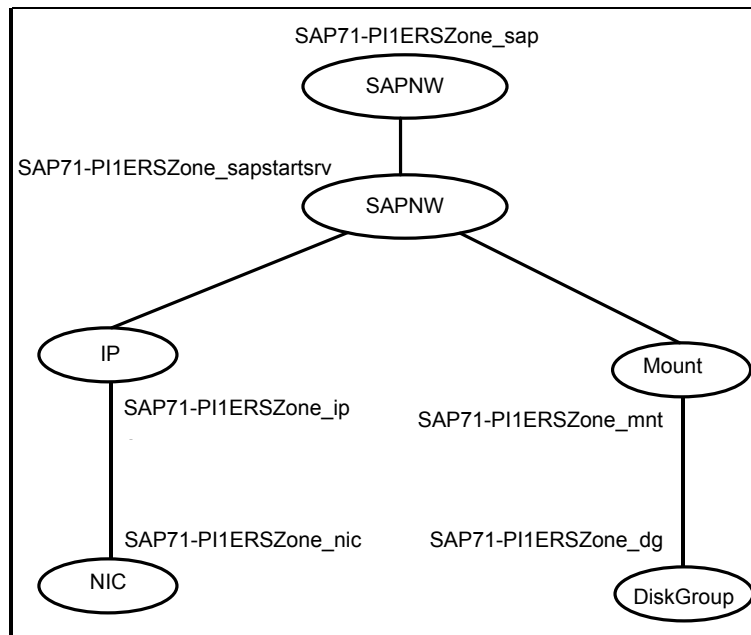 SAP71-PI1ERSZone_sap
SAPNW
SAP71-PI1ERSZone_sapstartsrv
SAPNW
IP
Mount
SAP71-PI1ERSZone_ip
SAP71-PI1ERSZone_mnt
SAP71-PI1ERSZone_nic
SAP71-PI1ERSZone_dg
NIC
DiskGroup